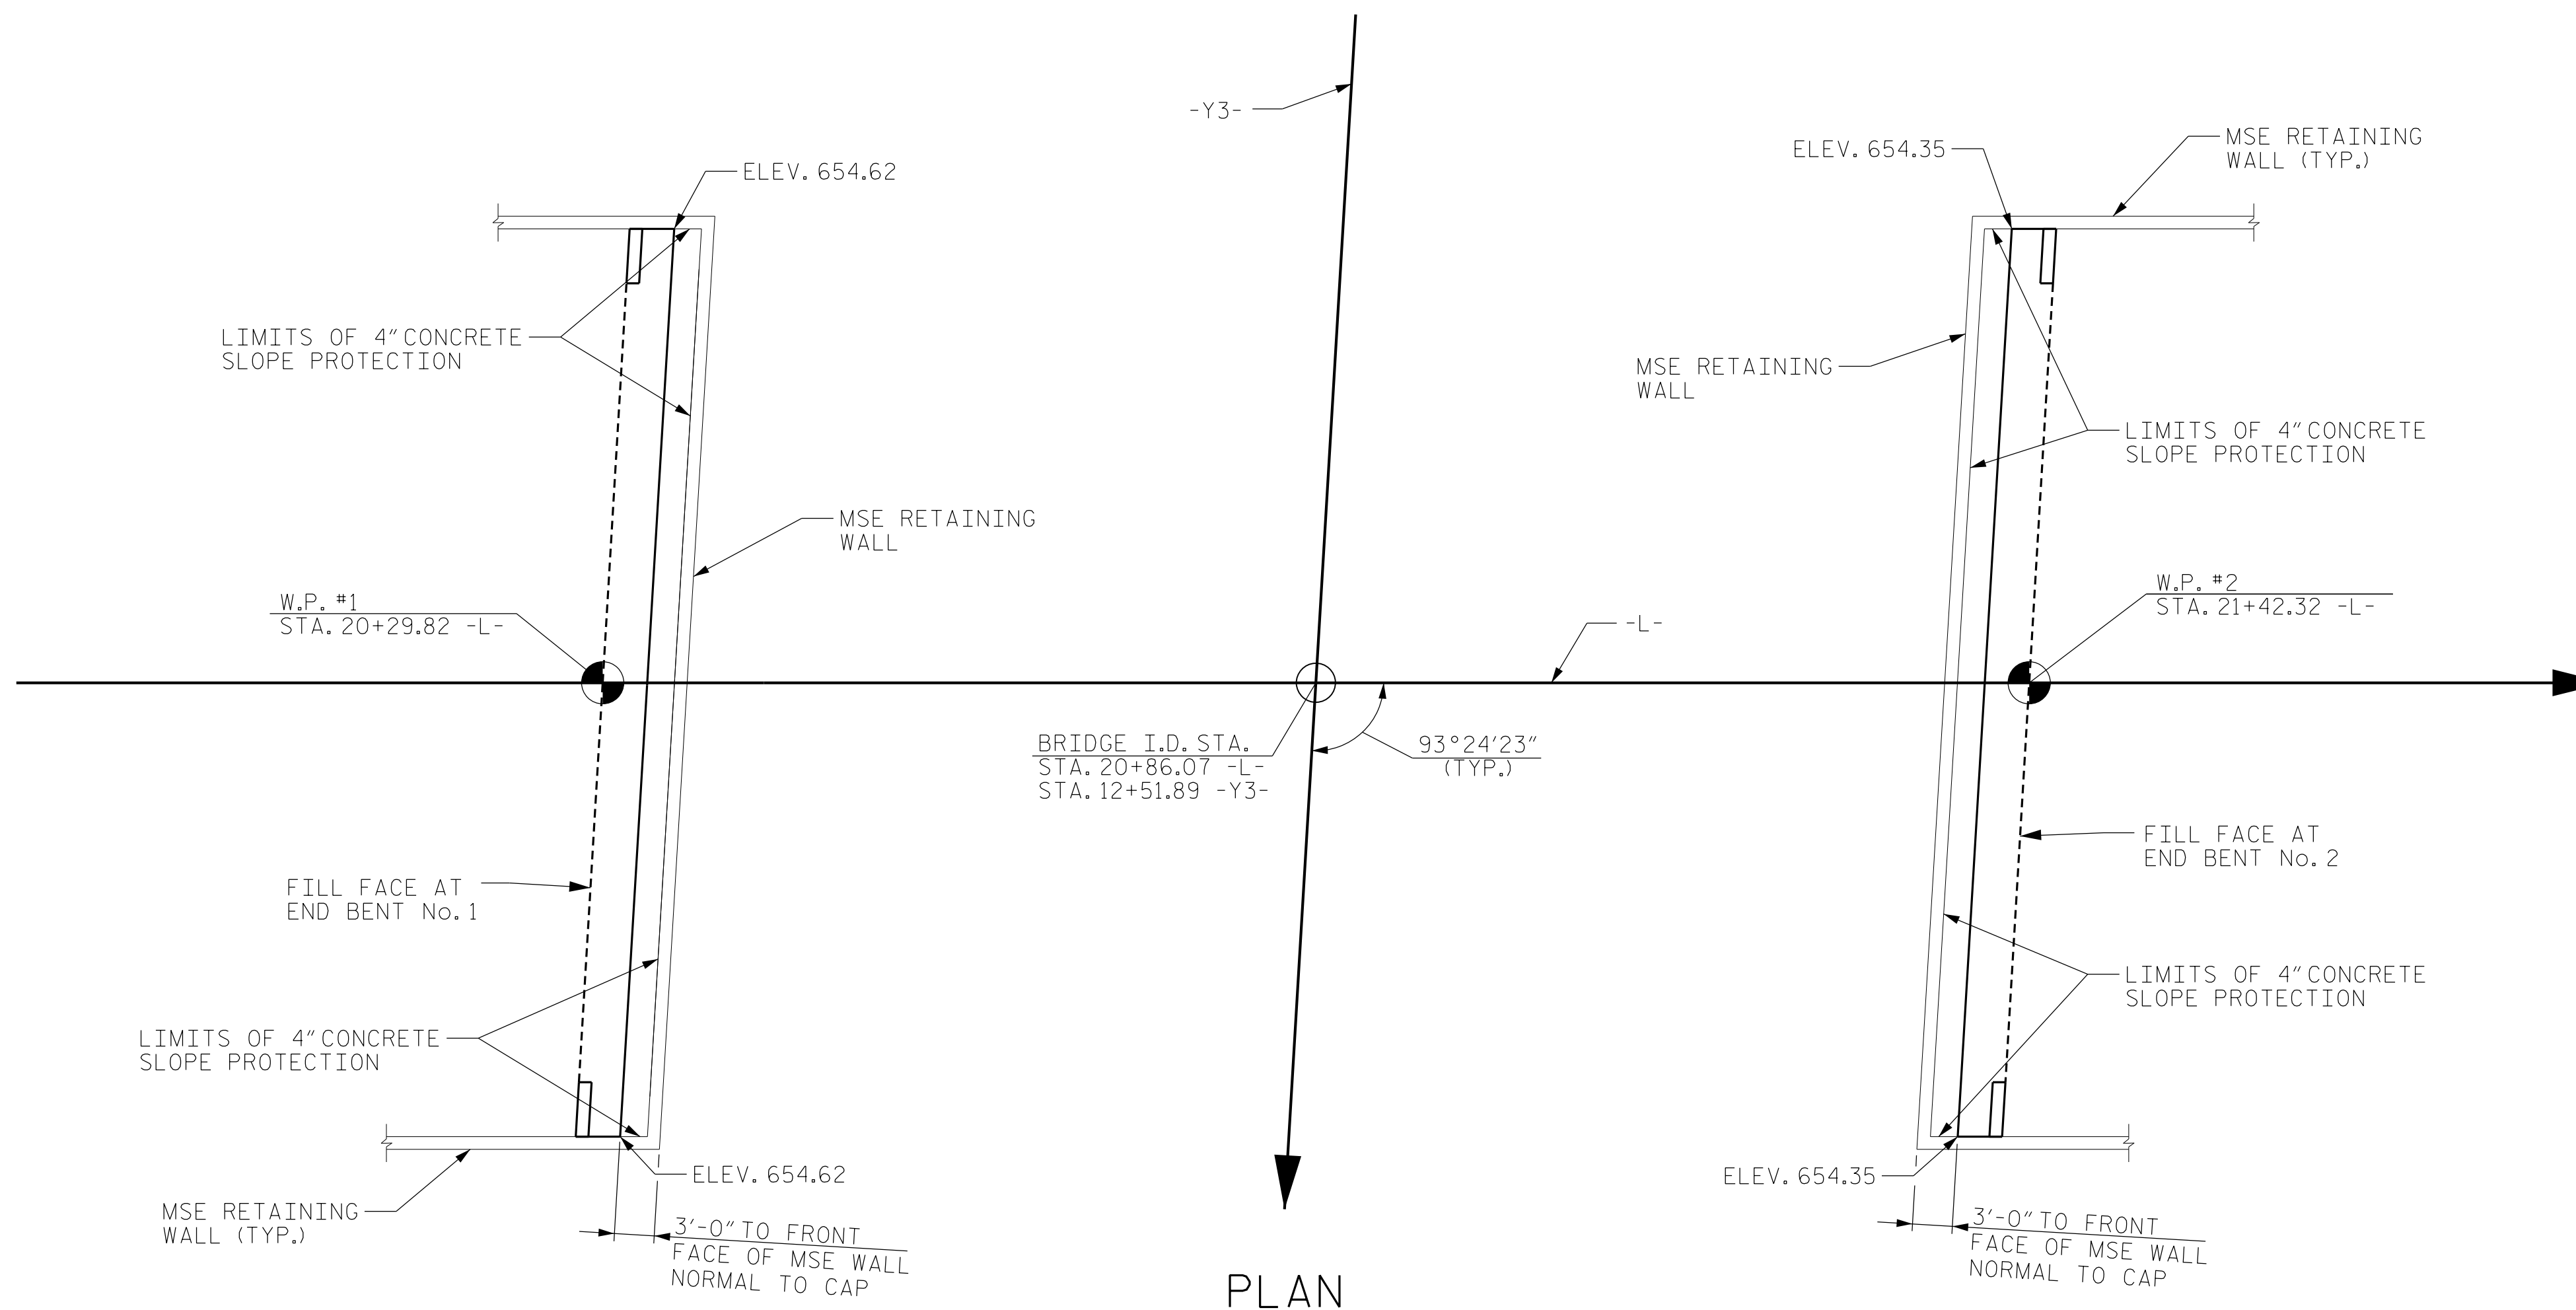 -Y3-
ELEV. 654.62
ELEV. 654.35
MSE RETAINING
WALL (TYP.)
LIMITS OF 4" CONCRETE
SLOPE PROTECTION
MSE RETAINING
WALL
LIMITS OF 4" CONCRETE
SLOPE PROTECTION
MSE RETAINING
WALL
W.P. #1
STA. 20+29.82 -L-
W.P. #2
STA. 21+42.32 -L-
-L-
BRIDGE I.D. STA.
STA. 20+86.07 -L-
STA. 12+51.89 -Y3-
93°24'23"
(TYP.)
FILL FACE AT
END BENT No. 1
FILL FACE AT
END BENT No. 2
LIMITS OF 4" CONCRETE
SLOPE PROTECTION
LIMITS OF 4" CONCRETE
SLOPE PROTECTION
ELEV. 654.62
ELEV. 654.35
MSE RETAINING
WALL (TYP.)
3'-0" TO FRONT
FACE OF MSE WALL
NORMAL TO CAP
3'-0" TO FRONT
FACE OF MSE WALL
NORMAL TO CAP
PLAN